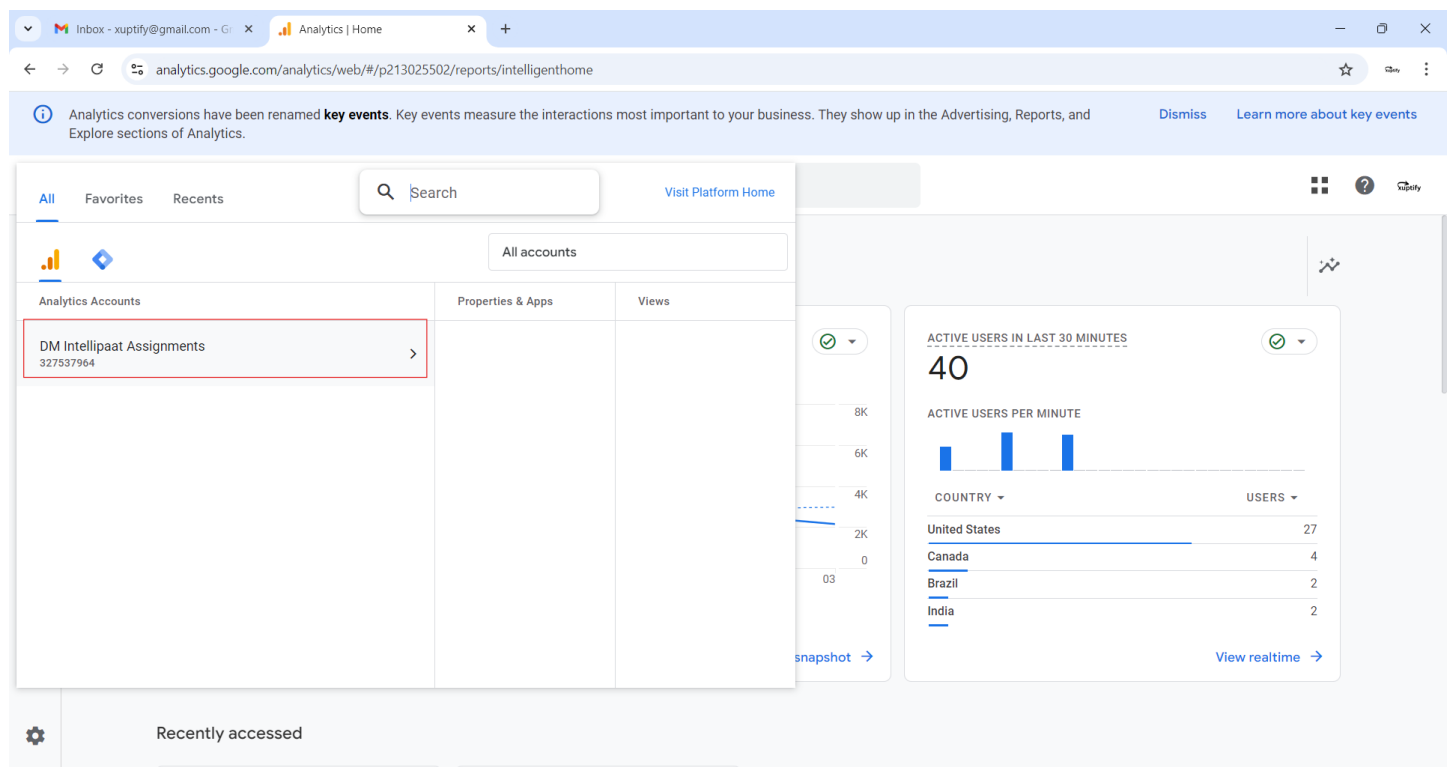 Inbox - xuptify@gmail.com - G
Analytics | Home
analytics.google.com/analytics/web/#/p213025502/reports/intelligenthome
xuptify
Analytics conversions have been renamed key events. Key events measure the interactions most important to your business. They show up in the Advertising, Reports, and
Explore sections of Analytics.
Dismiss
Learn more about key events
All
Favorites
Recents
Search
Visit Platform Home
xuptify
All accounts
Analytics Accounts
Properties & Apps
Views
DM Intellipaat Assignments
327537964
8K
6K
4K
2K
0
03
snapshot
ACTIVE USERS IN LAST 30 MINUTES
40
ACTIVE USERS PER MINUTE
COUNTRY
USERS
United States 27
Canada 4
Brazil 2
India 2
View realtime
Recently accessed